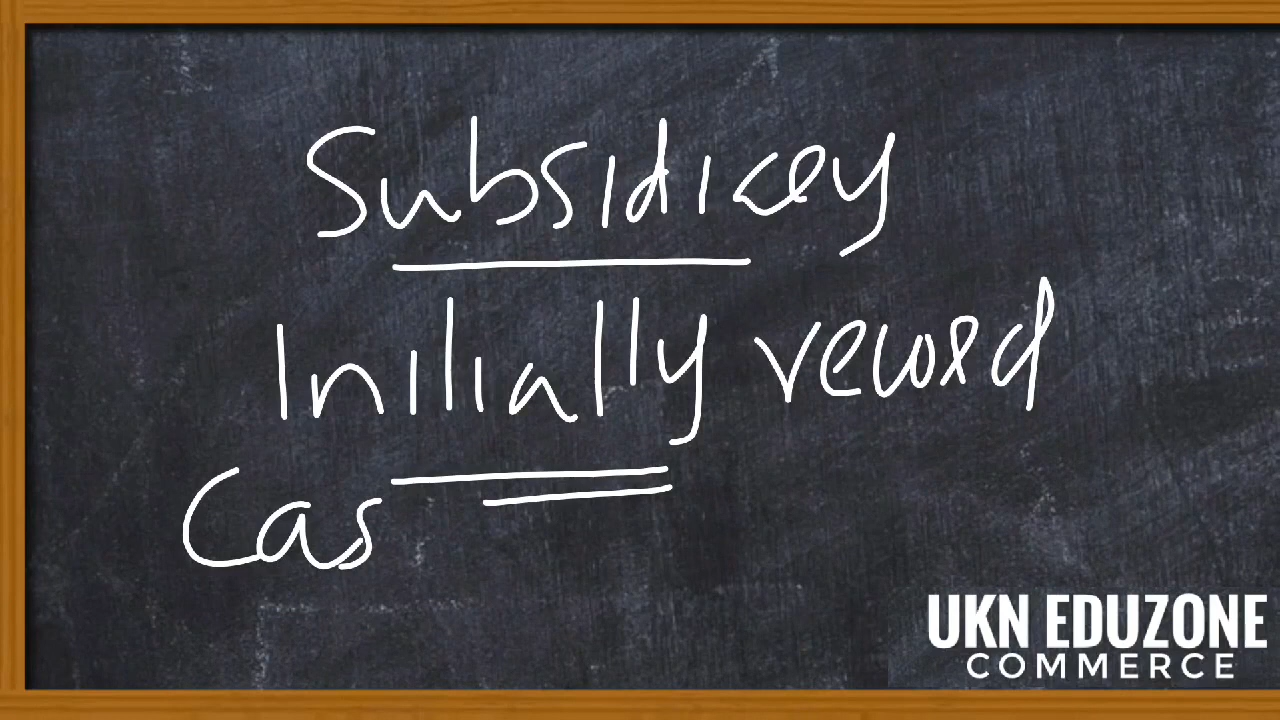 Subsidiary
Initially record
Cas
UKN EDUZONE
COMMERCE